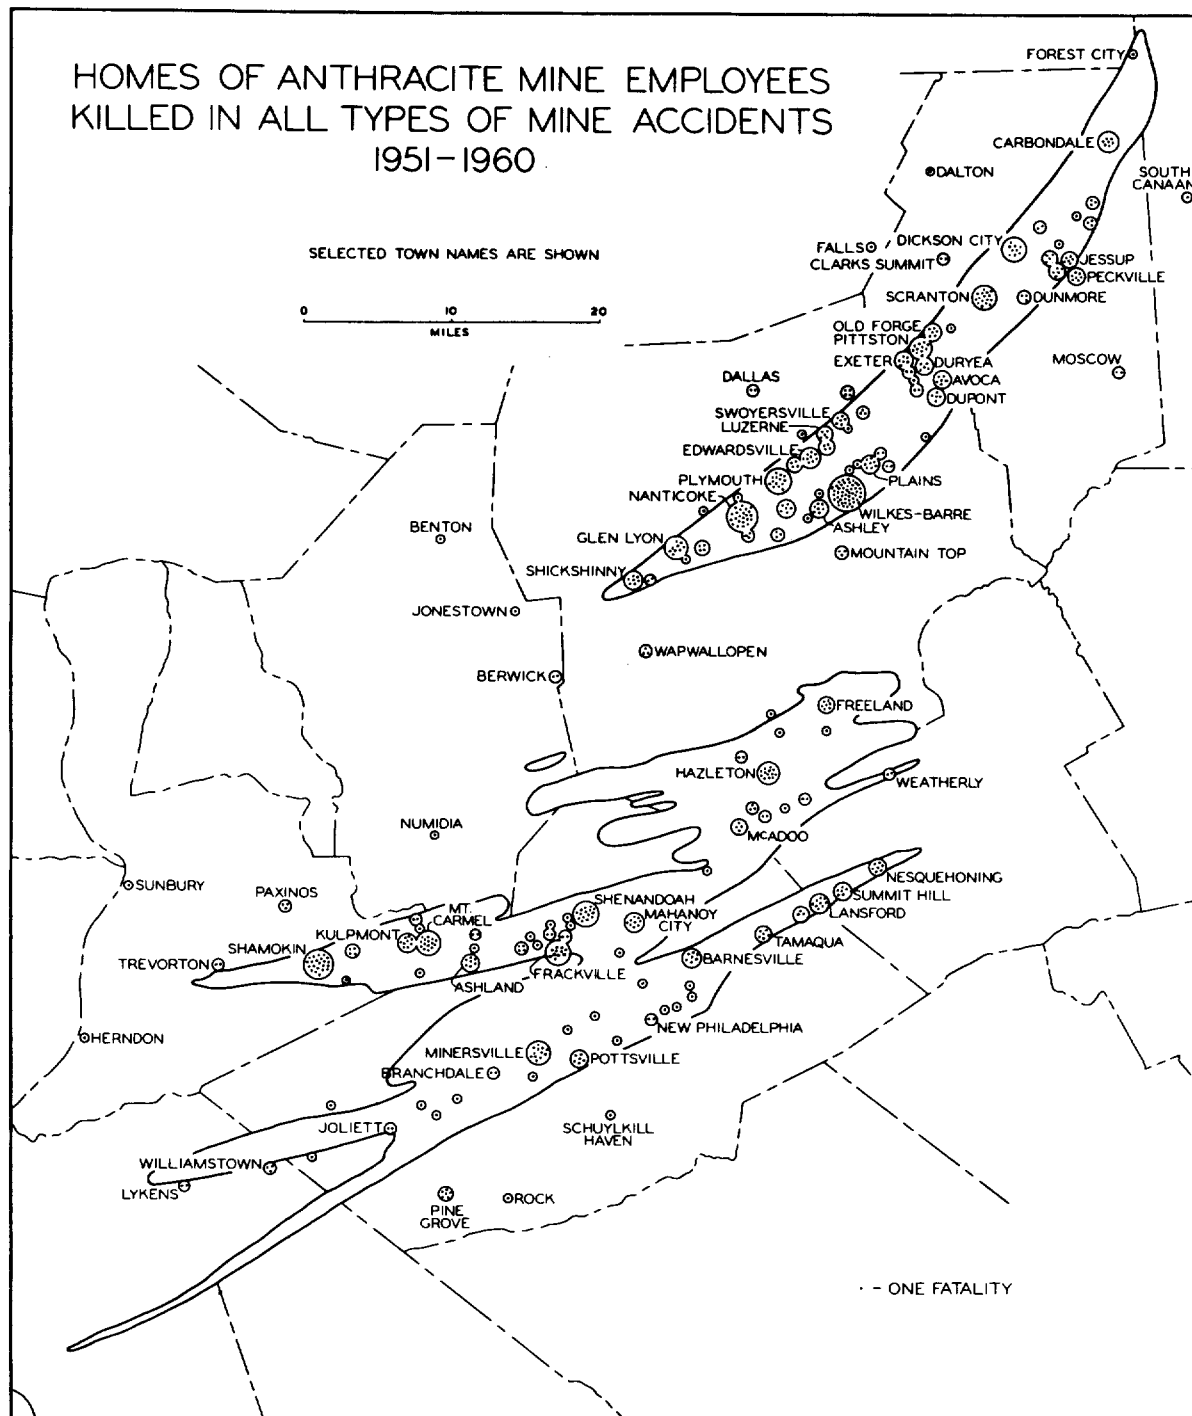 HOMES OF ANTHRACITE MINE EMPLOYEES
KILLED IN ALL TYPES OF MINE ACCIDENTS
1951-1960
SELECTED TOWN NAMES ARE SHOWN
0 10 20
MILES
FOREST CITY
CARBONDALE
DALTON
SOUTH
CANAAN
DICKSON CITY
FALLS
CLARKS SUMMIT
JESSUP
PECKVILLE
SCRANTON
DUNMORE
OLD FORGE
PITTSTON
EXETER
DURYEA
MOSCOW
DALLAS
AVOCA
DUPONT
SWOYERSVILLE
LUZERNE
EDWARDSVILLE
PLYMOUTH
PLAINS
NANTICOKE
WILKES-BARRE
ASHLEY
BENTON
GLEN LYON
MOUNTAIN TOP
SHICKSHINNY
JONESTOWN
WAPWALLOPEN
BERWICK
FREELAND
HAZLETON
WEATHERLY
NUMIDIA
McADOO
NESQUEHONING
SUNBURY
PAXINOS
SUMMIT HILL
SHENANDOAH
LANSFORD
MT.
CARMEL
MAHANOY
CITY
KULPMONT
TAMAQUA
SHAMOKIN
TREVORTON
BARNESVILLE
FRACKVILLE
ASHLAND
NEW PHILADELPHIA
HERNDON
MINERSVILLE
POTTSVILLE
BRANCHDALE
SCHUYLKILL
HAVEN
JOLIETT
WILLIAMSTOWN
LYKENS
PINE
GROVE
ROCK
· - ONE FATALITY